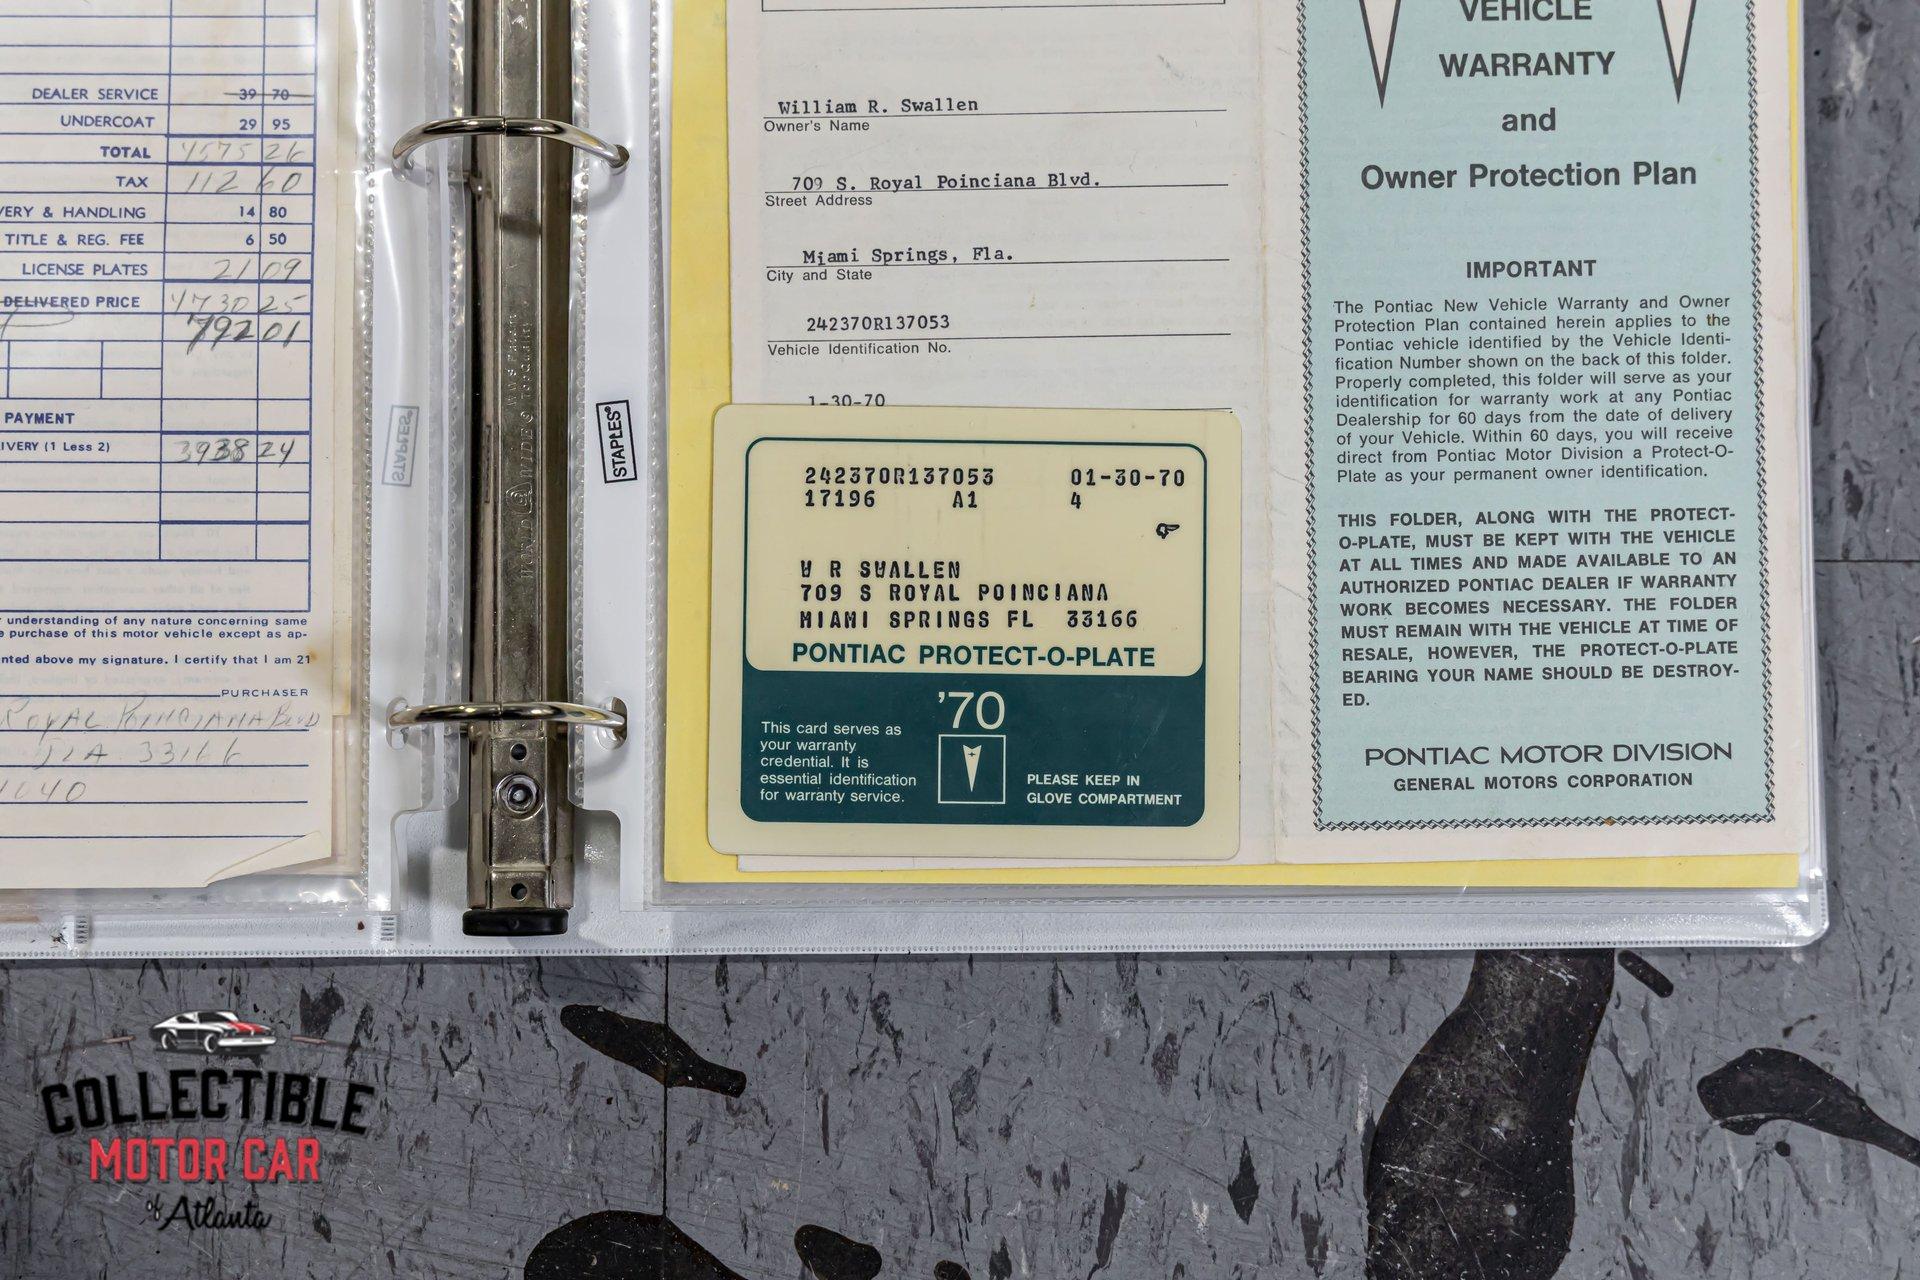 DEALER SERVICE 39 70
UNDERCOAT 29 95
TOTAL 4575 26
TAX 112 60
VERY & HANDLING 14 80
TITLE & REG. FEE 6 50
LICENSE PLATES 21 09
DELIVERED PRICE 4730 25
792 01
PAYMENT
IVERY (1 Less 2) 3938 24
understanding of any nature concerning same
purchase of this motor vehicle except as ap-
nted above my signature. I certify that I am 21
PURCHASER
ROYAL POINCIANA BLVD
FLA 33166
1040
STAPLES
WORLD WIDE
STAPLES®
William R. Swallen
Owner's Name
709 S. Royal Poinciana Blvd.
Street Address
Miami Springs, Fla.
City and State
242370R137053
Vehicle Identification No.
1-30-70
242370R137053 01-30-70
17196 A1 4
W R SWALLEN
709 S ROYAL POINCIANA
MIAMI SPRINGS FL 33166
PONTIAC PROTECT-O-PLATE
'70
This card serves as
your warranty
credential. It is
essential identification
for warranty service.
PLEASE KEEP IN
GLOVE COMPARTMENT
VEHICLE
WARRANTY
and
Owner Protection Plan
IMPORTANT
The Pontiac New Vehicle Warranty and Owner
Protection Plan contained herein applies to the
Pontiac vehicle identified by the Vehicle Identi-
fication Number shown on the back of this folder.
Properly completed, this folder will serve as your
identification for warranty work at any Pontiac
Dealership for 60 days from the date of delivery
of your Vehicle. Within 60 days, you will receive
direct from Pontiac Motor Division a Protect-O-
Plate as your permanent owner identification.
THIS FOLDER, ALONG WITH THE PROTECT-
O-PLATE, MUST BE KEPT WITH THE VEHICLE
AT ALL TIMES AND MADE AVAILABLE TO AN
AUTHORIZED PONTIAC DEALER IF WARRANTY
WORK BECOMES NECESSARY. THE FOLDER
MUST REMAIN WITH THE VEHICLE AT TIME OF
RESALE, HOWEVER, THE PROTECT-O-PLATE
BEARING YOUR NAME SHOULD BE DESTROY-
ED.
PONTIAC MOTOR DIVISION
GENERAL MOTORS CORPORATION
COLLECTIBLE
MOTOR CAR
of Atlanta